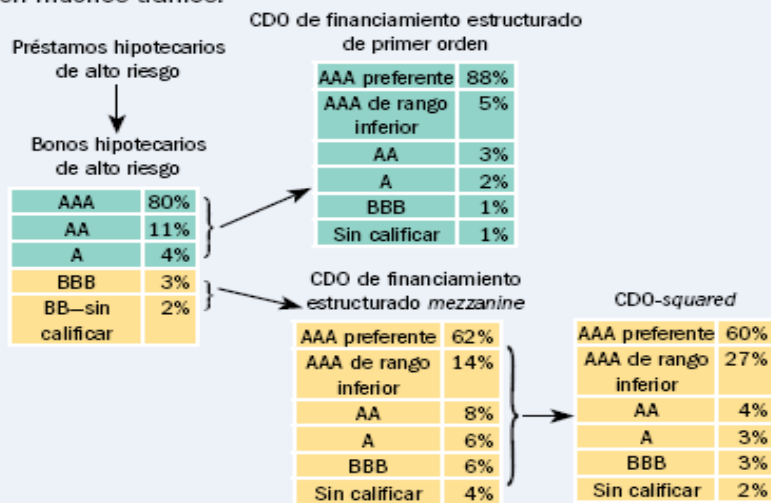 en muchos líanlos.
Préstamos hipotecarios
de alto riesgo
Bonos hipotecarios
de alto riesgo
AAA 80%
AA 11%
A 4%
BBB 3%
BB—sin 2%
calificar
CDO de financiamiento estructurado
de primer orden
AAA preferente 88%
AAA de rango 5%
inferior
AA 3%
A 2%
BBB 1%
Sin calificar 1%
CDO de financiamiento
estructurado mezzanine
AAA preferente 62%
AAA de rango 14%
inferior
AA 8%
A 6%
BBB 6%
Sin calificar 4%
CDO-squared
AAA preferente 60%
AAA de rango 27%
inferior
AA 4%
A 3%
BBB 3%
Sin calificar 2%